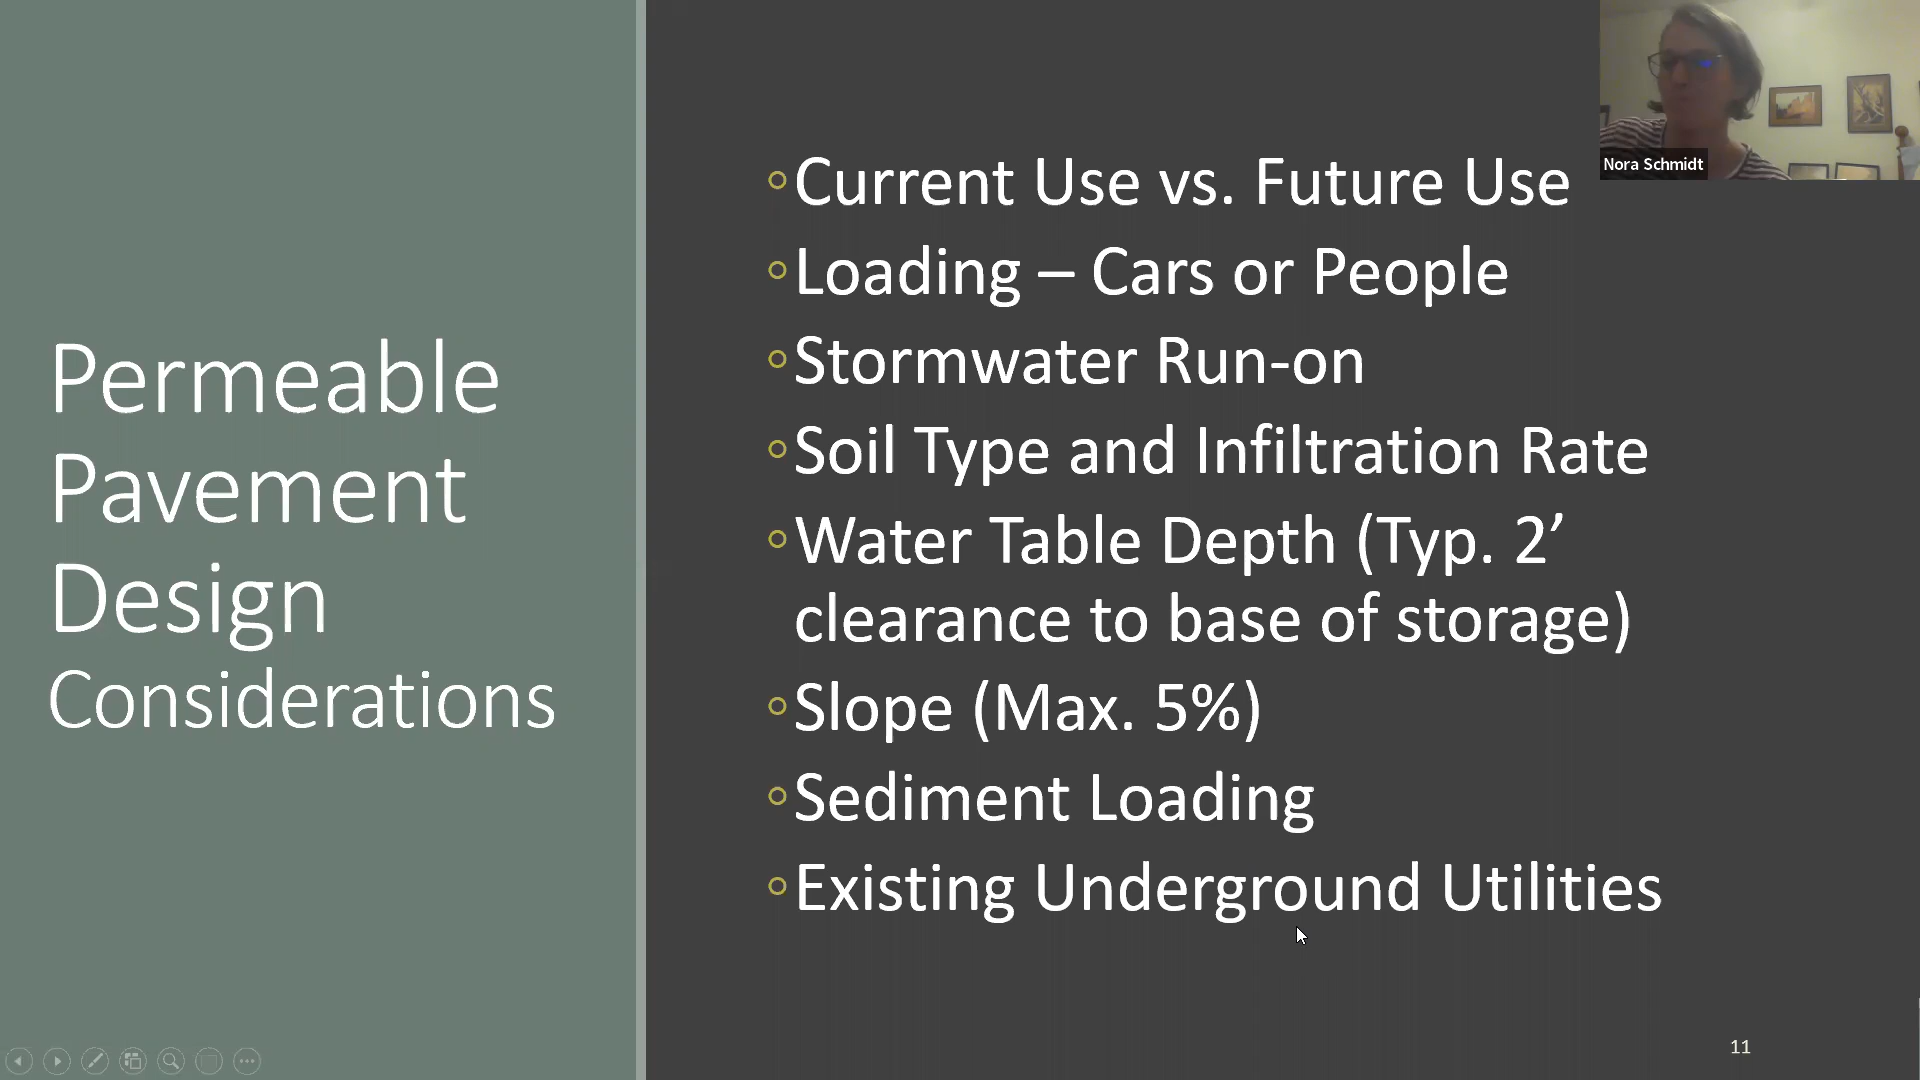 Permeable
Pavement
Design
Considerations
Current Use vs. Future Use
Loading – Cars or People
Stormwater Run-on
Soil Type and Infiltration Rate
Water Table Depth (Typ. 2’
clearance to base of storage)
Slope (Max. 5%)
Sediment Loading
Existing Underground Utilities
Nora Schmidt
11